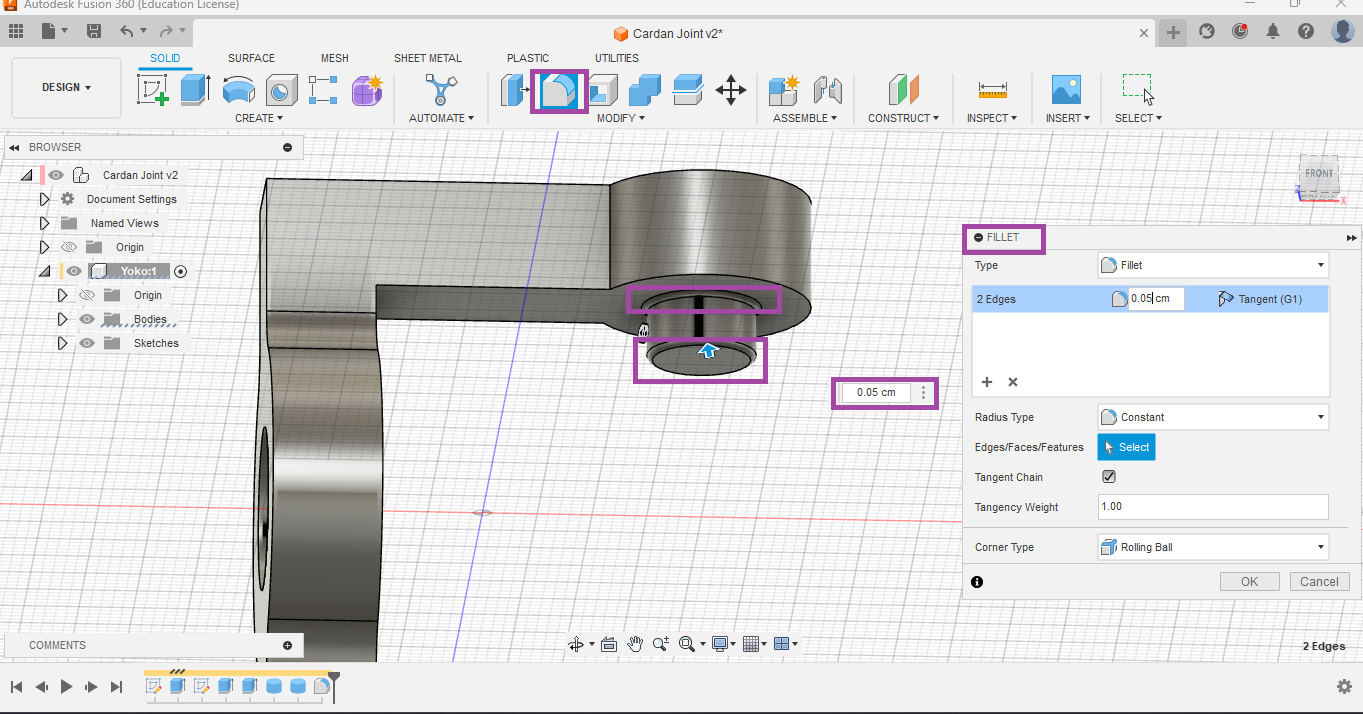 Autodesk Fusion 360 (Education License)
Cardan Joint v2*
SOLID SURFACE MESH SHEET METAL PLASTIC UTILITIES
DESIGN
CREATE AUTOMATE MODIFY ASSEMBLE CONSTRUCT INSPECT INSERT SELECT
BROWSER
Cardan Joint v2
Document Settings
Named Views
Origin
Yoko:1
Origin
Bodies
Sketches
FRONT
Z
X
FILLET
Type Fillet
2 Edges 0.05 cm Tangent (G1)
0.05 cm
Radius Type Constant
Edges/Faces/Features Select
Tangent Chain
Tangency Weight 1.00
Corner Type Rolling Ball
OK Cancel
COMMENTS
2 Edges